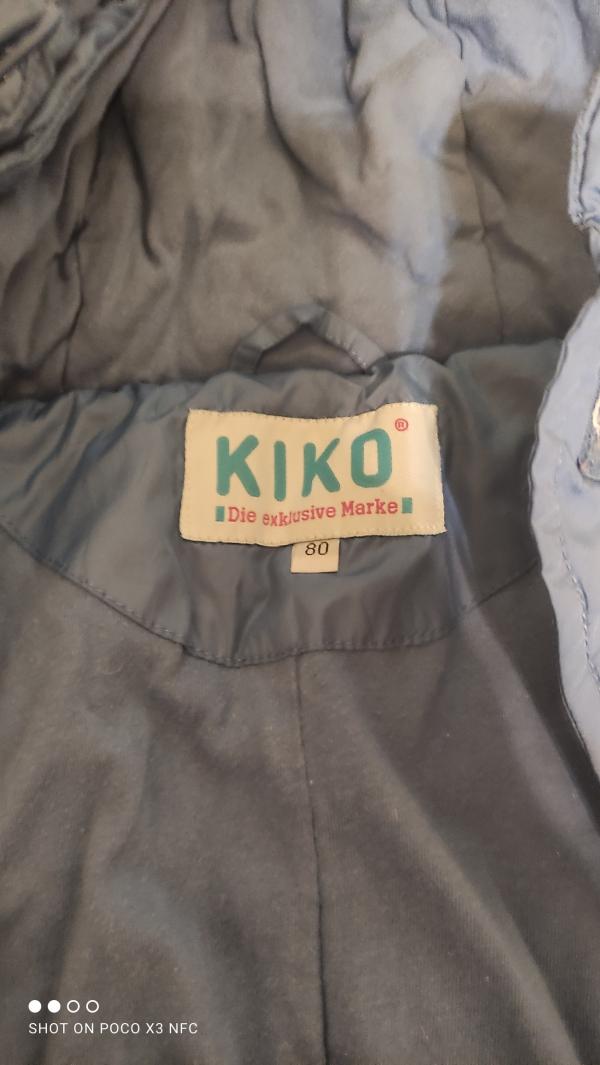 KIKO®
Die exklusive Marke
80
SHOT ON POCO X3 NFC